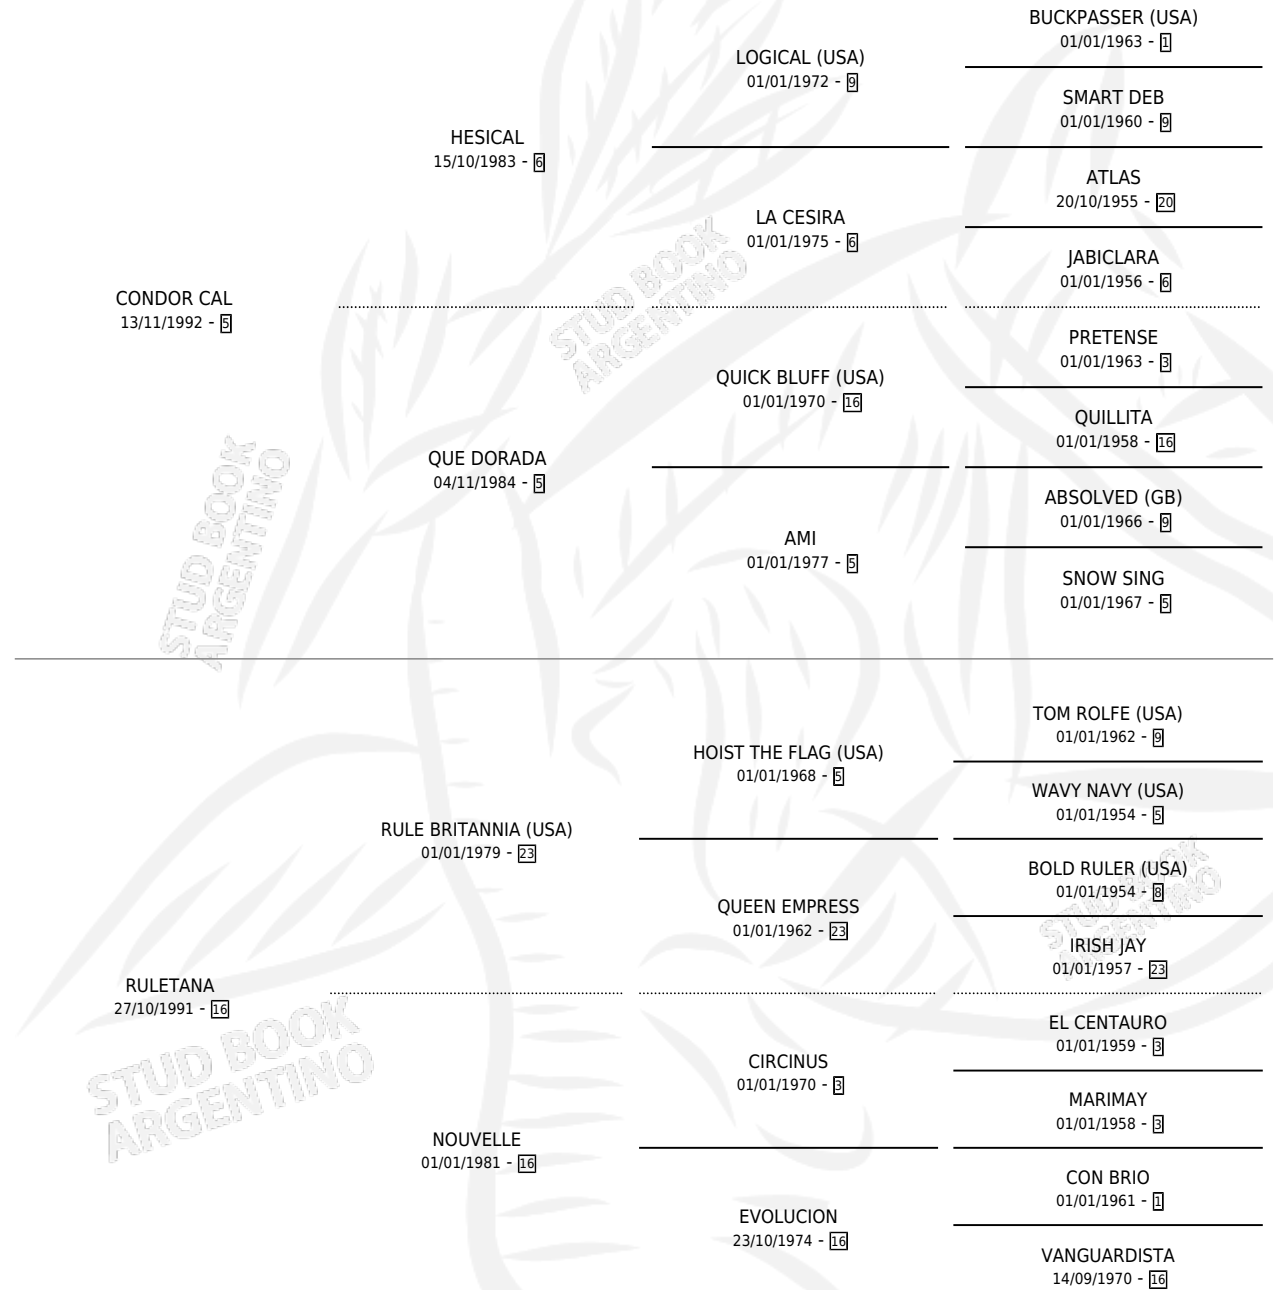 BUCKPASSER (USA)
01/01/1963 - 1
LOGICAL (USA)
01/01/1972 - 9
SMART DEB
01/01/1960 - 9
HESICAL
15/10/1983 - 6
ATLAS
20/10/1955 - 20
LA CESIRA
01/01/1975 - 6
JABICLARA
01/01/1956 - 6
CONDOR CAL
13/11/1992 - 5
PRETENSE
01/01/1963 - 3
QUICK BLUFF (USA)
01/01/1970 - 16
QUILLITA
01/01/1958 - 16
QUE DORADA
04/11/1984 - 5
ABSOLVED (GB)
01/01/1966 - 9
AMI
01/01/1977 - 5
SNOW SING
01/01/1967 - 5
STUD BOOK
ARGENTINO
STUD BOOK
ARGENTINO
TOM ROLFE (USA)
01/01/1962 - 9
HOIST THE FLAG (USA)
01/01/1968 - 5
WAVY NAVY (USA)
01/01/1954 - 5
RULE BRITANNIA (USA)
01/01/1979 - 23
BOLD RULER (USA)
01/01/1954 - 8
QUEEN EMPRESS
01/01/1962 - 23
IRISH JAY
01/01/1957 - 23
STUD BOOK
ARGENTINO
RULETANA
27/10/1991 - 16
EL CENTAURO
01/01/1959 - 3
CIRCINUS
01/01/1970 - 3
MARIMAY
01/01/1958 - 3
NOUVELLE
01/01/1981 - 16
CON BRIO
01/01/1961 - 1
EVOLUCION
23/10/1974 - 16
VANGUARDISTA
14/09/1970 - 16
STUD BOOK
ARGENTINO